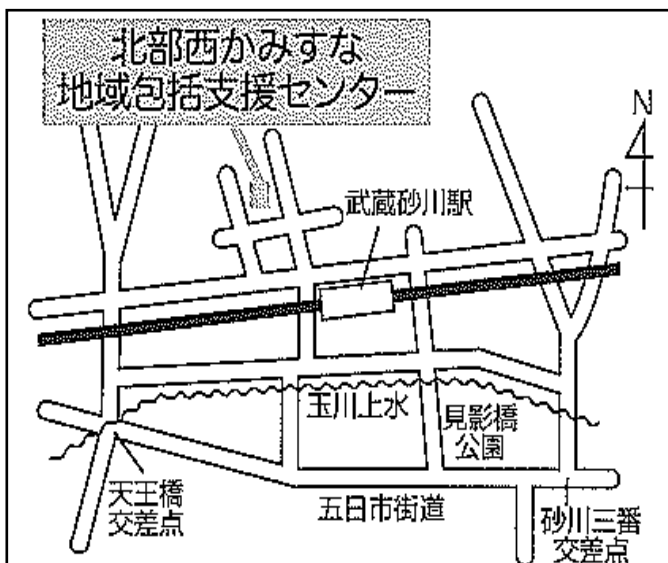 北部西かみすな
地域包括支援センター
N
武蔵砂川駅
玉川上水
見影橋
公園
天王橋
交差点
五日市街道
砂川三番
交差点